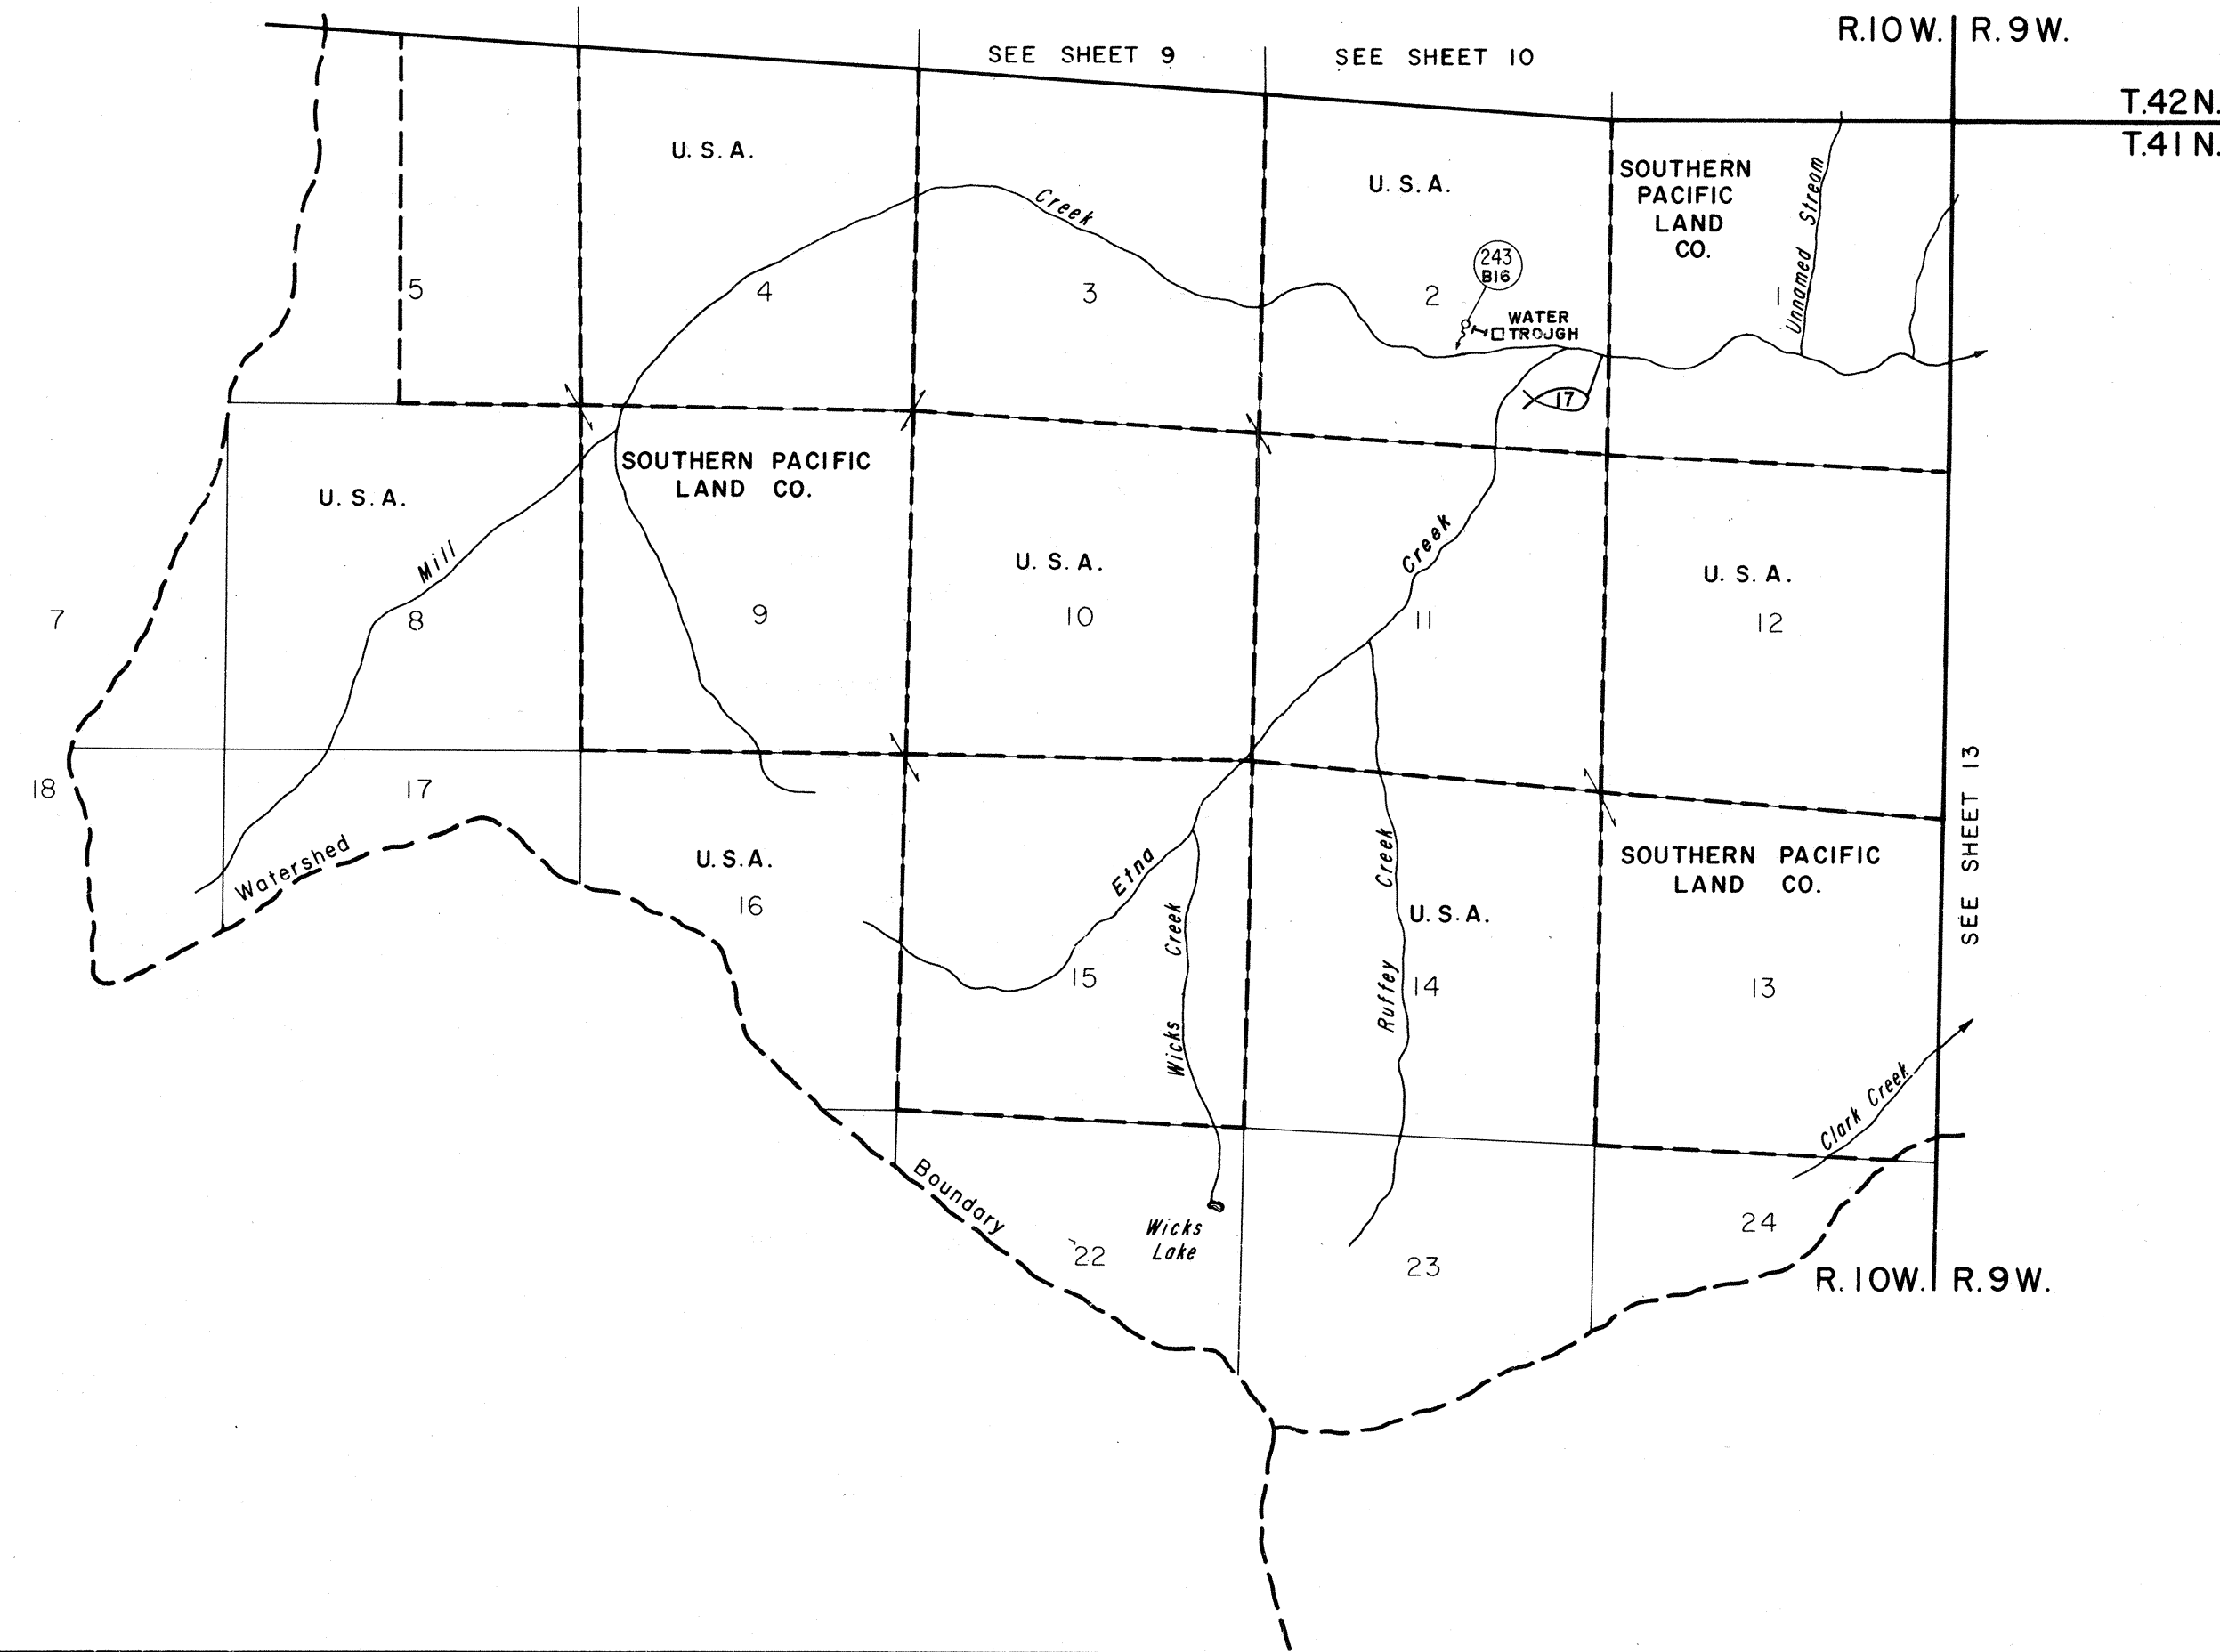 SEE SHEET 9
SEE SHEET 10
R.10W. R.9W.
T.42N.
T.41N.
U.S.A.
U.S.A.
SOUTHERN
PACIFIC
LAND
CO.
Unnamed Stream
Creek
243
B16
5
4
3
2
1
WATER
TROUGH
17
SOUTHERN PACIFIC
LAND CO.
U.S.A.
Mill
U.S.A.
Creek
U.S.A.
7
8
9
10
11
12
18
17
SEE SHEET 13
Watershed
U.S.A.
16
Etna
Wicks Creek
15
Ruffey Creek
U.S.A.
14
SOUTHERN PACIFIC
LAND CO.
13
Clark Creek
Boundary
Wicks
Lake
22
23
24
R.10W. R.9W.